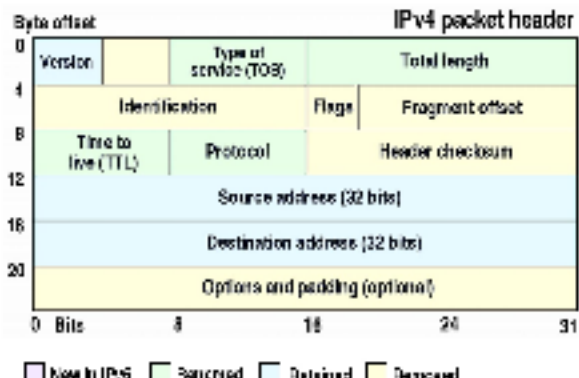 Byte offset
IPv4 packet header
0
Version
Type of
service (TOS)
Total length
4
Identification
Flags
Fragment offset
8
Time to
live (TTL)
Protocol
Header checksum
12
Source address (32 bits)
16
Destination address (32 bits)
20
Options and padding (optional)
0 Bits 8 16 24 31
New in IPv6 Renamed Retained Removed